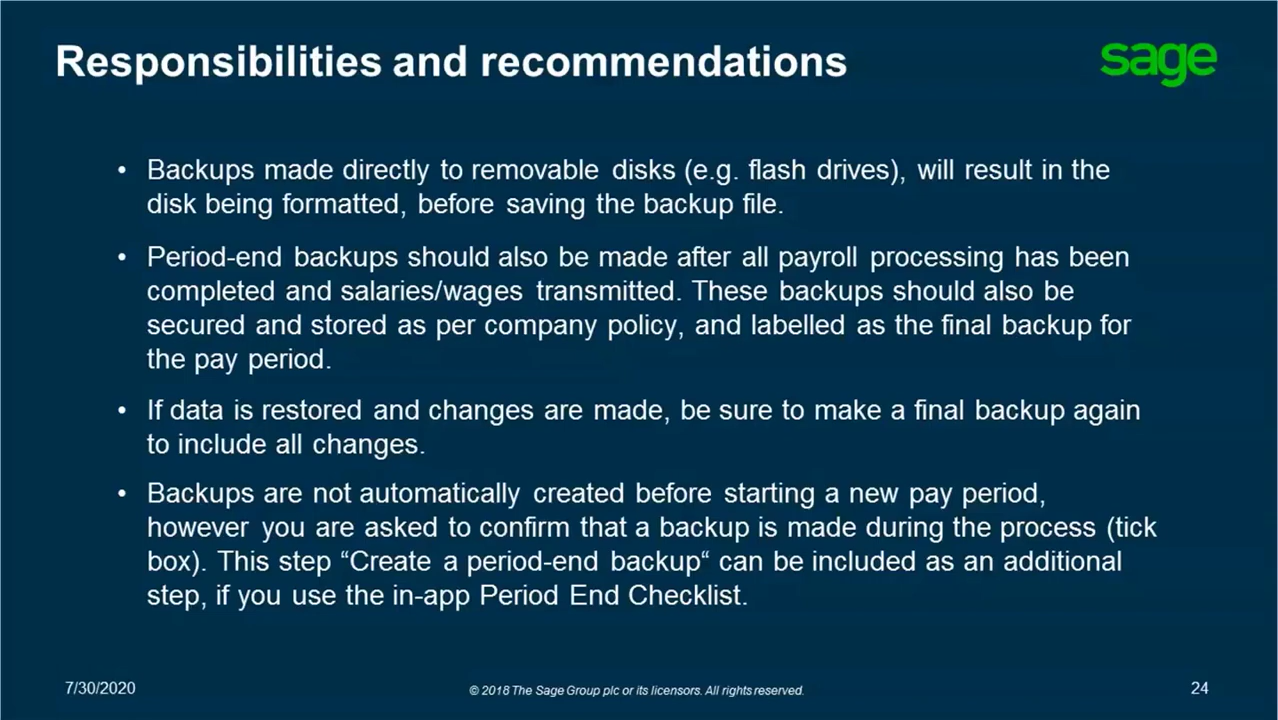 Responsibilities and recommendations
sage
• Backups made directly to removable disks (e.g. flash drives), will result in the
disk being formatted, before saving the backup file.
• Period-end backups should also be made after all payroll processing has been
completed and salaries/wages transmitted. These backups should also be
secured and stored as per company policy, and labelled as the final backup for
the pay period.
• If data is restored and changes are made, be sure to make a final backup again
to include all changes.
• Backups are not automatically created before starting a new pay period,
however you are asked to confirm that a backup is made during the process (tick
box). This step “Create a period-end backup“ can be included as an additional
step, if you use the in-app Period End Checklist.
7/30/2020
© 2018 The Sage Group plc or its licensors. All rights reserved.
24